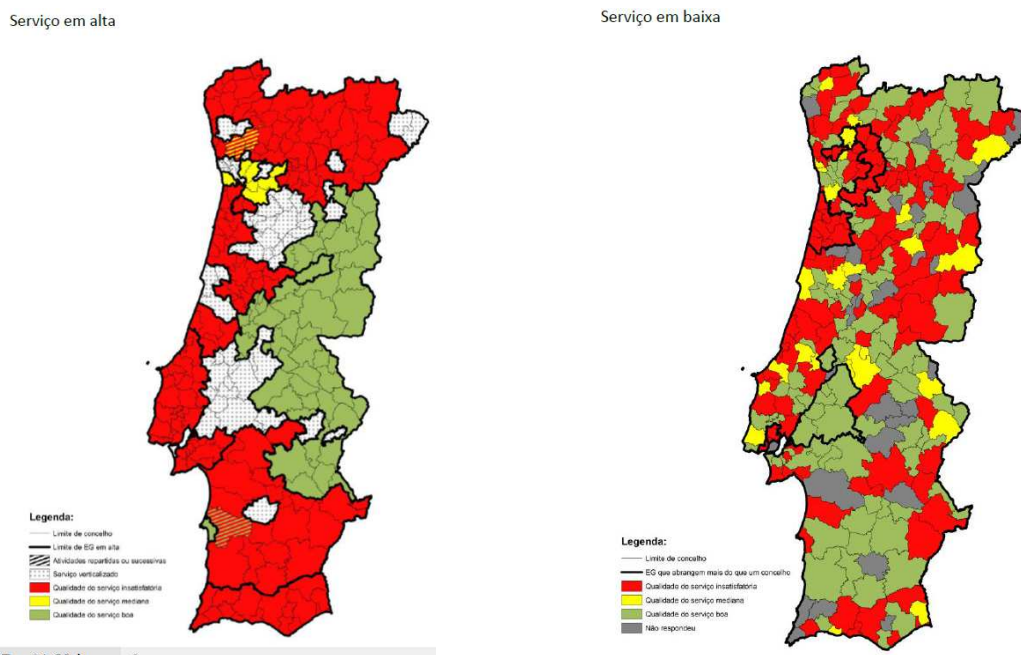 Serviço em alta
Serviço em baixa
Legenda:
Limite de concelho
Limite de EG em alta
Atividades repartidas ou sucessivas
Serviço verticalizado
Qualidade do serviço insatisfatória
Qualidade do serviço mediana
Qualidade do serviço boa
Legenda:
Limite de concelho
EG que abrangem mais do que um concelho
Qualidade do serviço insatisfatória
Qualidade do serviço mediana
Qualidade do serviço boa
Não respondeu